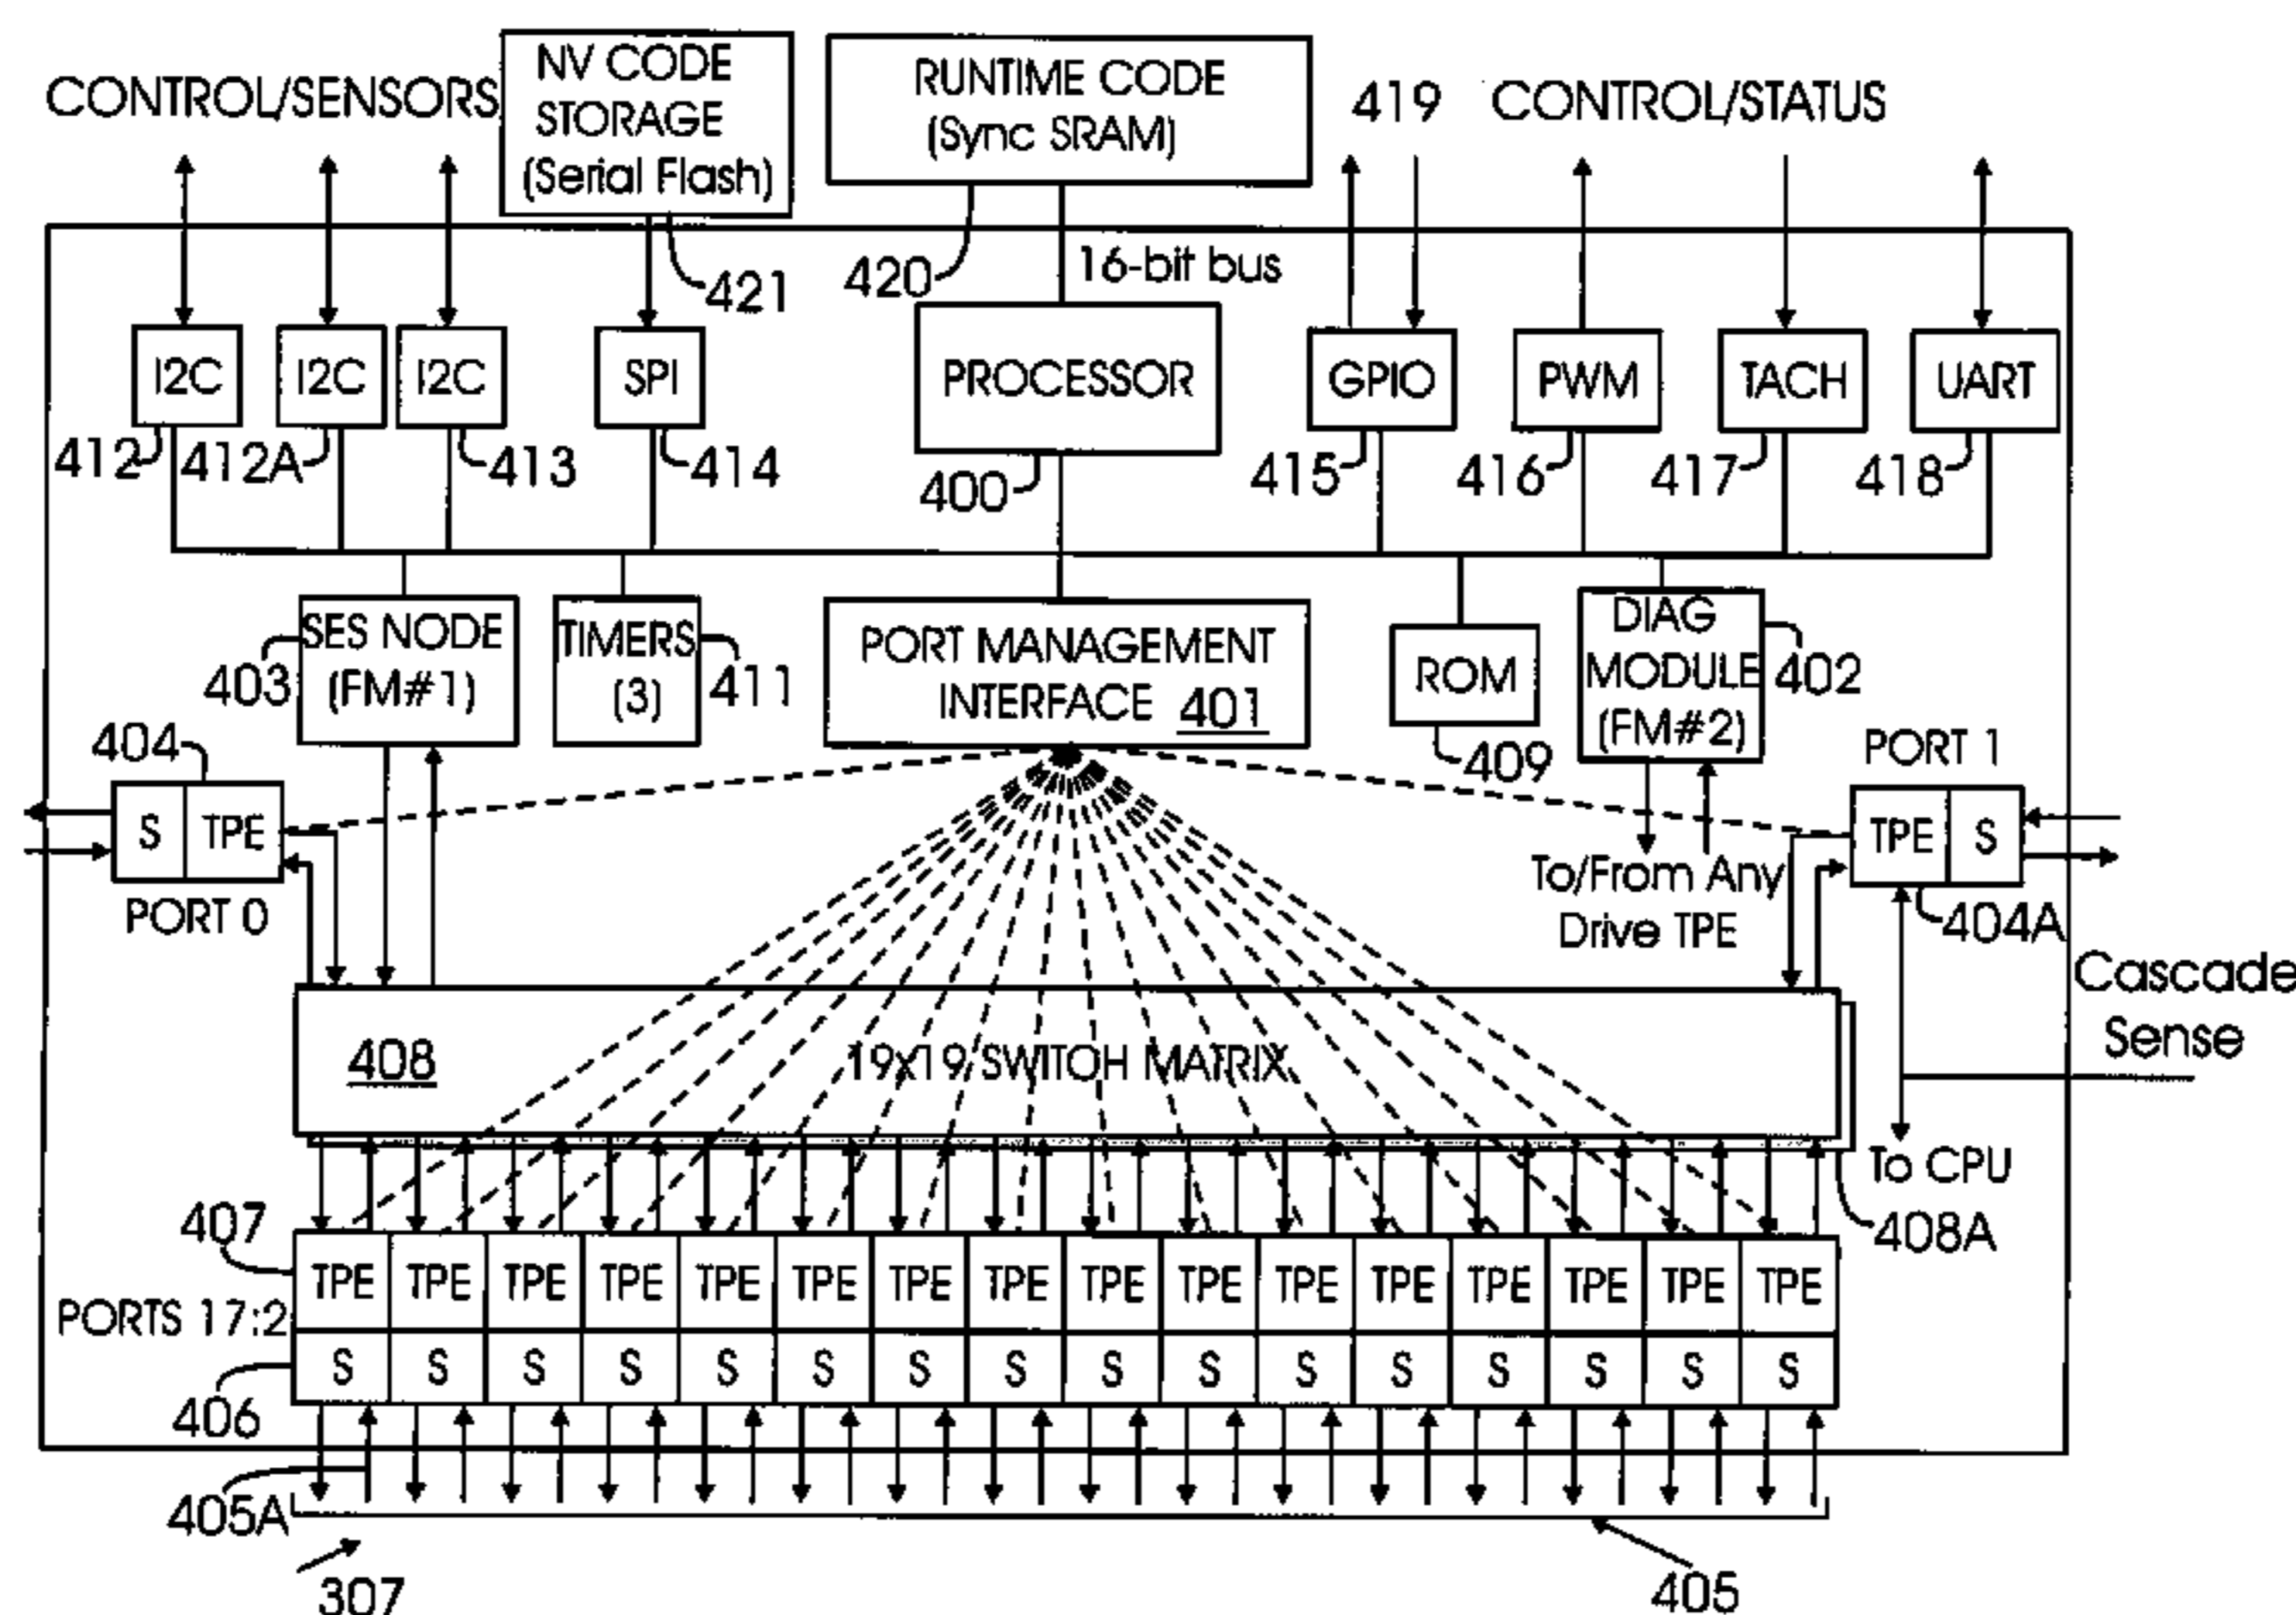 CONTROL/SENSORS
NV CODE
STORAGE
(Serial Flash)
RUNTIME CODE
(Sync SRAM)
419
CONTROL/STATUS
421
420
16-bit bus
I2C
I2C
I2C
SPI
PROCESSOR
GPIO
PWM
TACH
UART
412
412A
413
414
400
415
416
417
418
SES NODE
(FM#1)
403
TIMERS
(3)
411
PORT MANAGEMENT
INTERFACE 401
ROM
409
DIAG
MODULE
(FM#2)
402
404
S TPE
PORT 0
PORT 1
TPE S
404A
To/From Any
Drive TPE
Cascade
Sense
408
19x19 SWITCH MATRIX
To CPU
408A
407
TPE TPE TPE TPE TPE TPE TPE TPE TPE TPE TPE TPE TPE TPE TPE TPE
PORTS 17:2
S S S S S S S S S S S S S S S S
406
405A
307
405